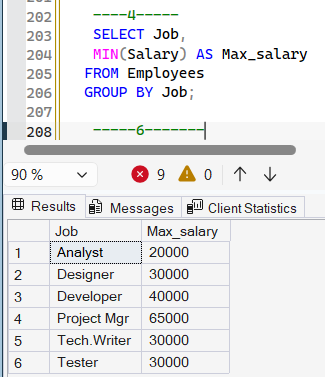 202 ----4-----
203 SELECT Job,
204 MIN(Salary) AS Max_salary
205 FROM Employees
206 GROUP BY Job;
207
208 -----6-------
90 % 9 0
Results Messages Client Statistics
Job Max_salary
1 Analyst 20000
2 Designer 30000
3 Developer 40000
4 Project Mgr 65000
5 Tech.Writer 30000
6 Tester 30000